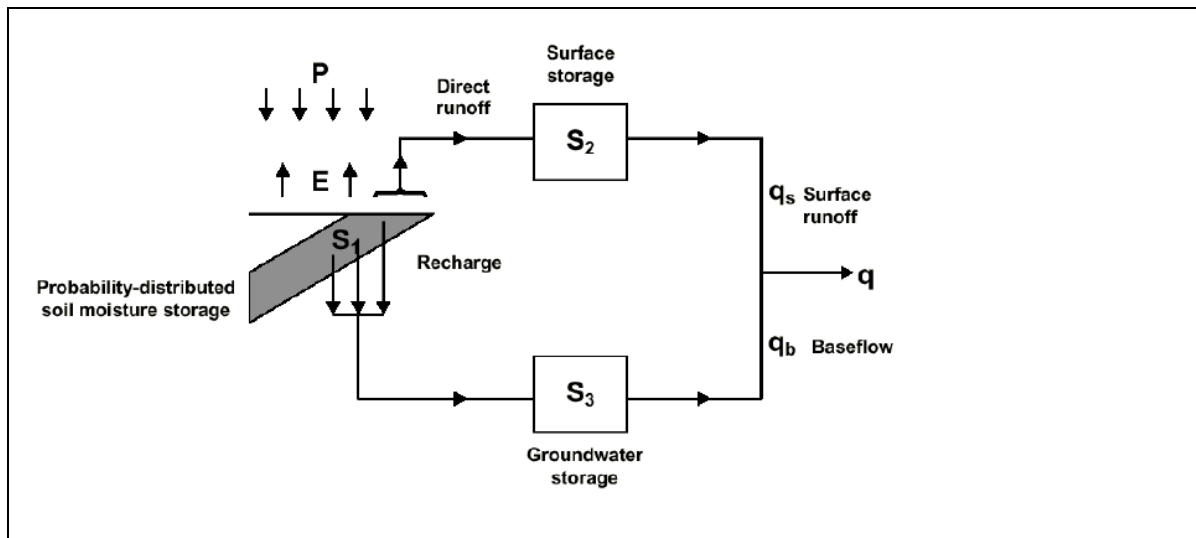 P
E
Direct
runoff
Surface
storage
S₂
qₛ Surface
runoff
q
S₁
Recharge
Probability-distributed
soil moisture storage
q_b Baseflow
S₃
Groundwater
storage